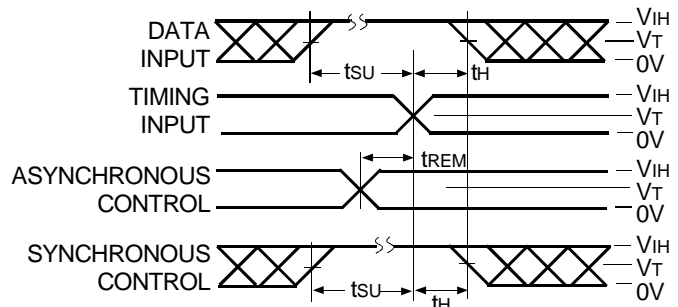 DATA
INPUT
tSU
tH
VIH
VT
0V
TIMING
INPUT
VIH
VT
0V
tREM
ASYNCHRONOUS
CONTROL
VIH
VT
0V
SYNCHRONOUS
CONTROL
tSU
tH
VIH
VT
0V